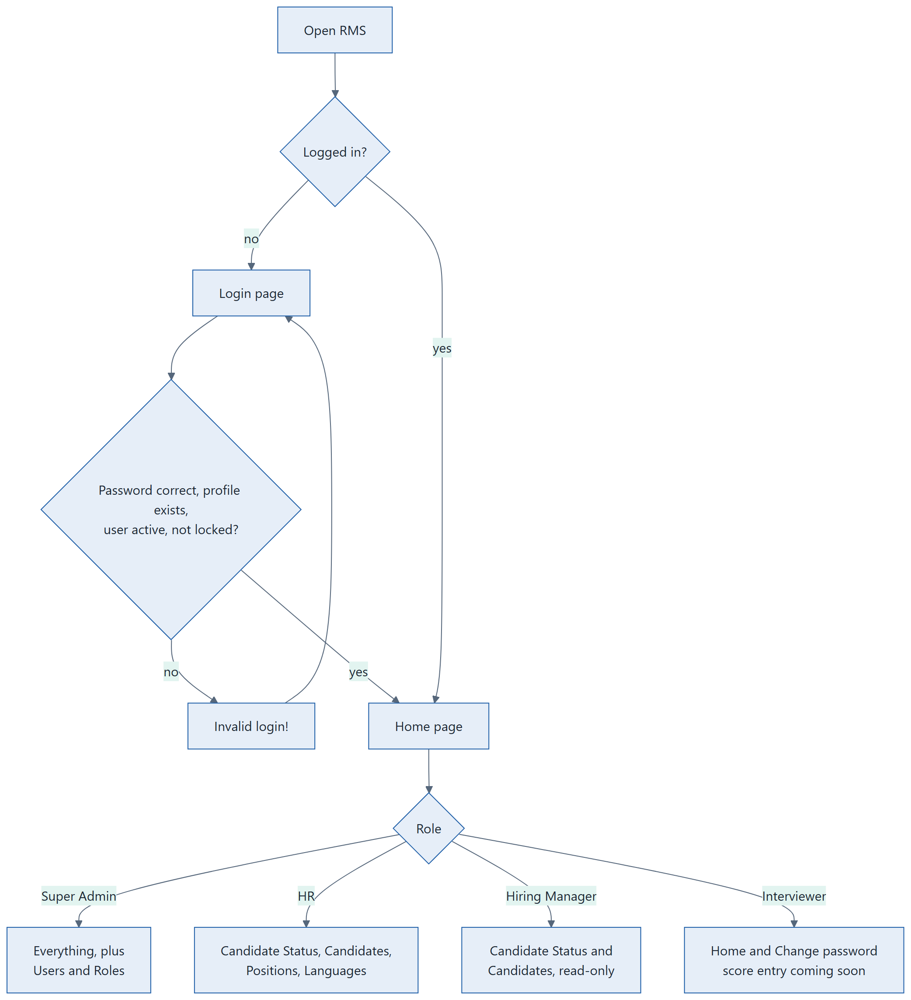 Open RMS
Logged in?
no
Login page
yes
Password correct, profile
exists,
user active, not locked?
no
yes
Invalid login!
Home page
Role
Super Admin
HR
Hiring Manager
Interviewer
Everything, plus
Users and Roles
Candidate Status, Candidates,
Positions, Languages
Candidate Status and
Candidates, read-only
Home and Change password
score entry coming soon